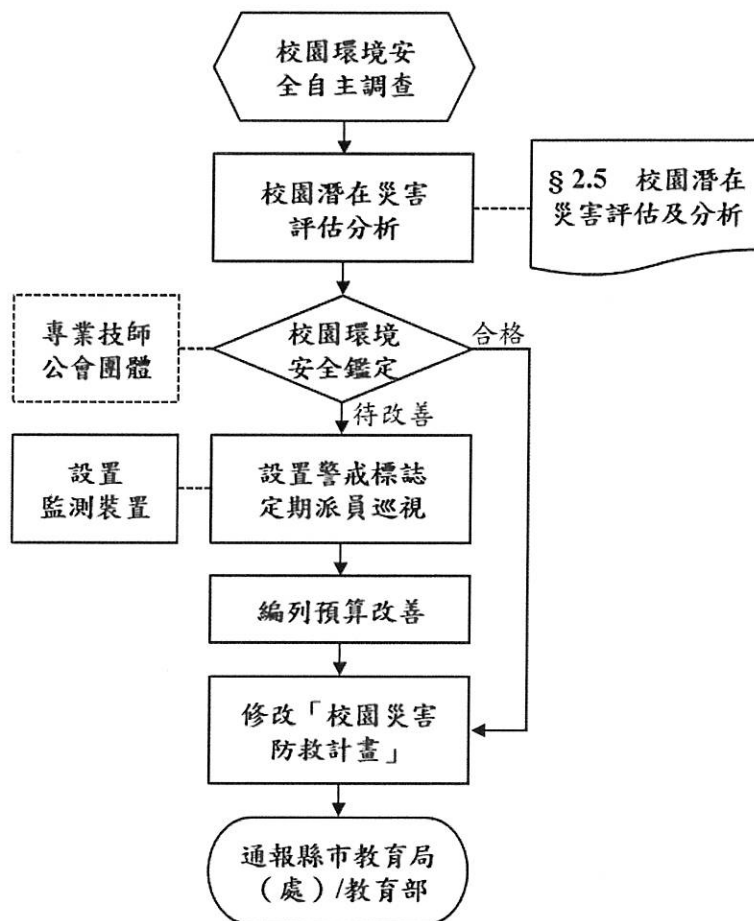 校園環境安
全自主調查
校園潛在災害
評估分析
§ 2.5 校園潛在
災害評估及分析
專業技師
公會團體
校園環境
安全鑑定
合格
待改善
設置
監測裝置
設置警戒標誌
定期派員巡視
編列預算改善
修改「校園災害
防救計畫」
通報縣市教育局
（處）/教育部